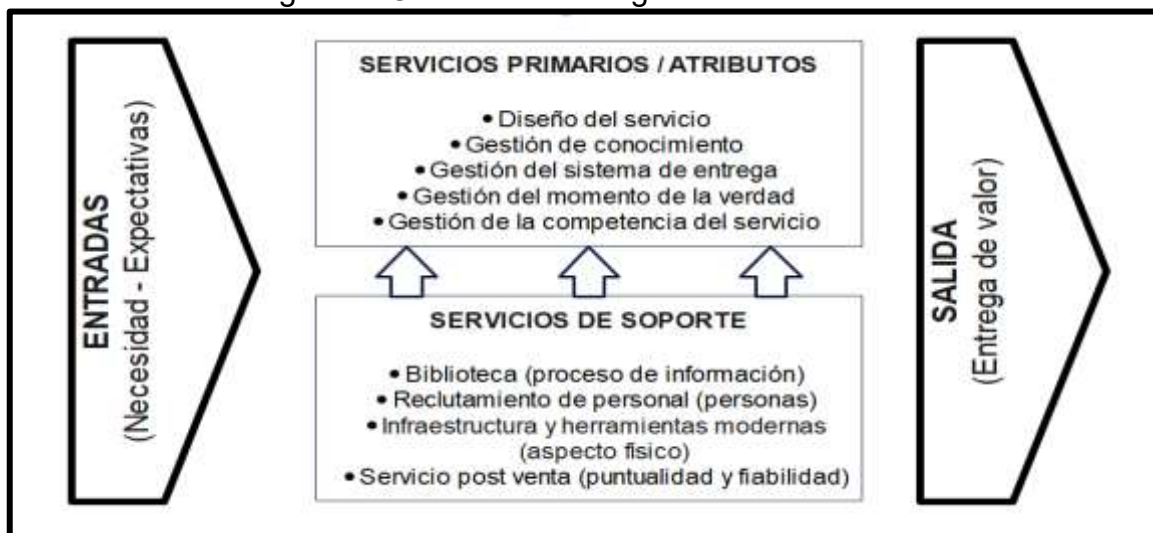 ENTRADAS
(Necesidad - Expectativas)
SERVICIOS PRIMARIOS / ATRIBUTOS
• Diseño del servicio
• Gestión de conocimiento
• Gestión del sistema de entrega
• Gestión del momento de la verdad
• Gestión de la competencia del servicio
SERVICIOS DE SOPORTE
• Biblioteca (proceso de información)
• Reclutamiento de personal (personas)
• Infraestructura y herramientas modernas
(aspecto físico)
• Servicio post venta (puntualidad y fiabilidad)
SALIDA
(Entrega de valor)